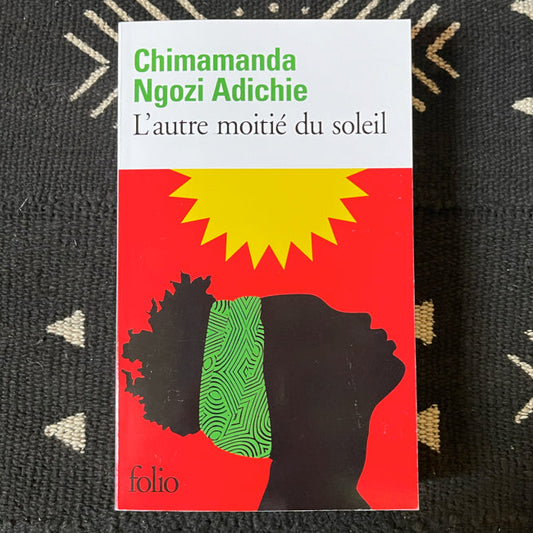 Chimamanda
Ngozi Adichie
L'autre moitié du soleil
folio